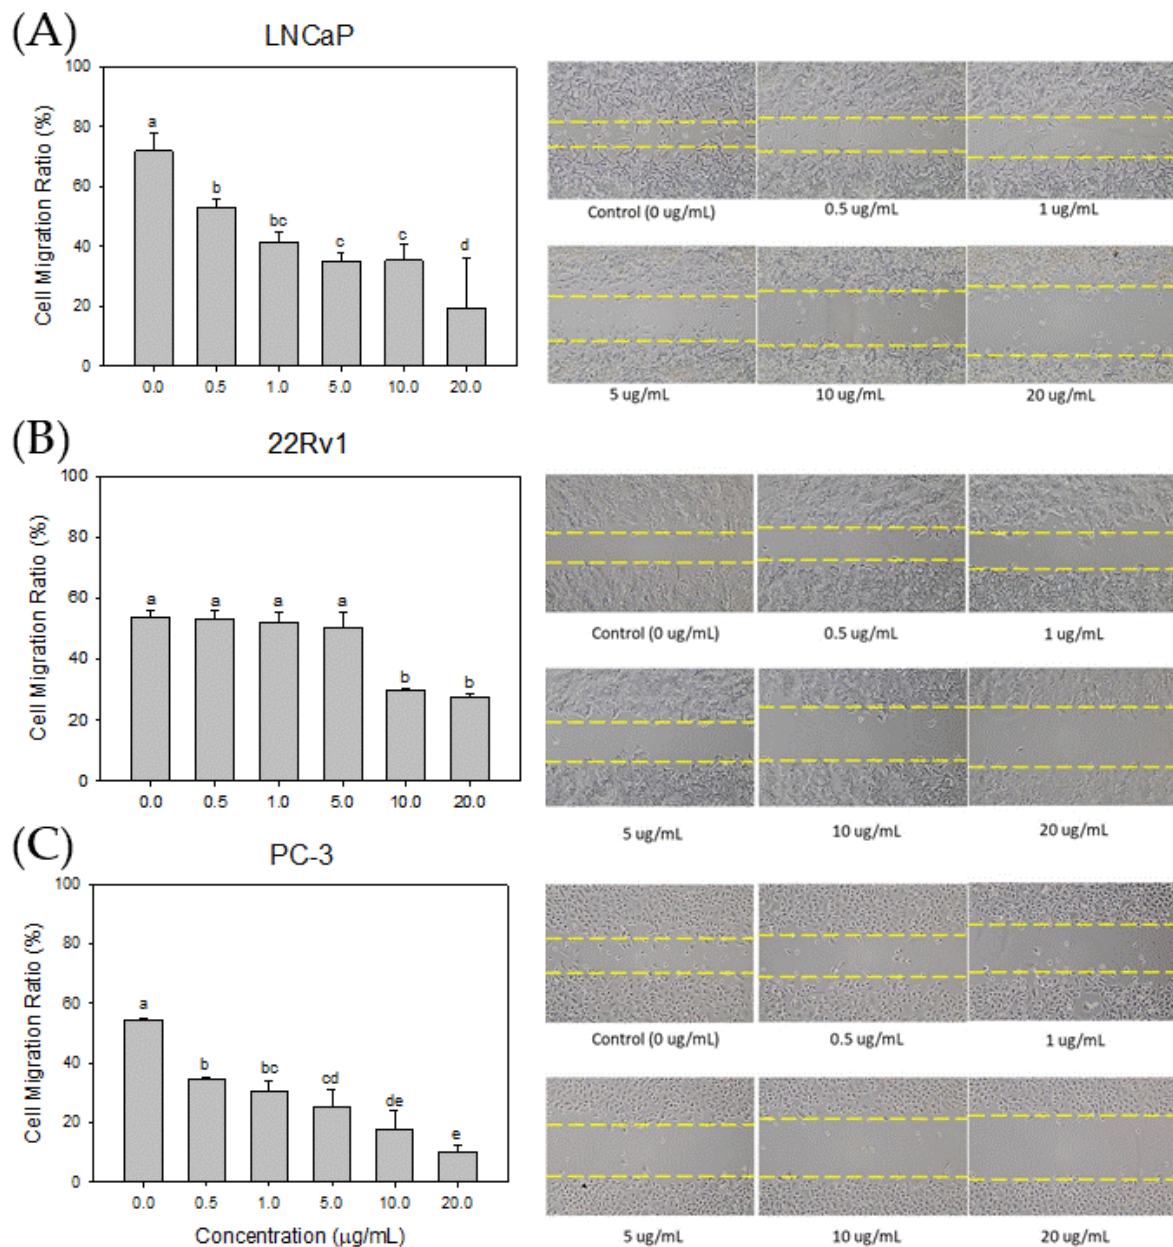 (A)
LNCaP
100
80
60
40
20
0
Cell Migration Ratio (%)
a
b
bc
c
c
d
0.0 0.5 1.0 5.0 10.0 20.0
Control (0 ug/mL) 0.5 ug/mL 1 ug/mL
5 ug/mL 10 ug/mL 20 ug/mL
(B)
22Rv1
100
80
60
40
20
0
Cell Migration Ratio (%)
a a a a b b
0.0 0.5 1.0 5.0 10.0 20.0
Control (0 ug/mL) 0.5 ug/mL 1 ug/mL
5 ug/mL 10 ug/mL 20 ug/mL
(C)
PC-3
100
80
60
40
20
0
Cell Migration Ratio (%)
a
b
bc
cd
de
e
0.0 0.5 1.0 5.0 10.0 20.0
Concentration (μg/mL)
Control (0 ug/mL) 0.5 ug/mL 1 ug/mL
5 ug/mL 10 ug/mL 20 ug/mL